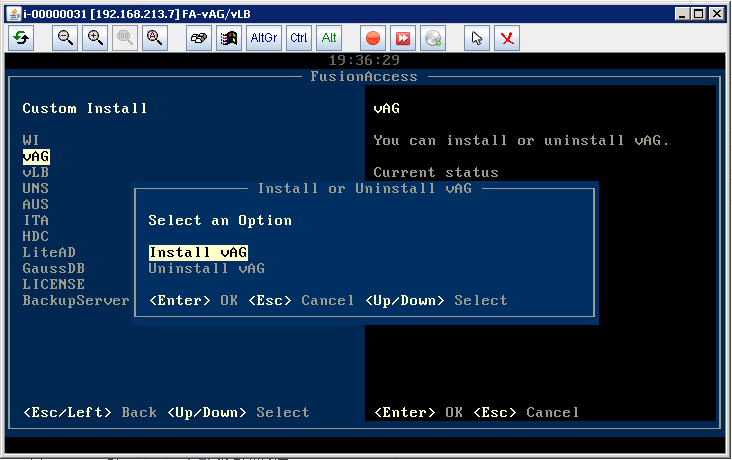 i-00000031 [192.168.213.7] FA-vAG/vLB
AltGr Ctrl Alt
19:36:29
FusionAccess
Custom Install
WI
vAG
vLB
UNS
AUS
ITA
HDC
LiteAD
GaussDB
LICENSE
BackupServer
vAG
You can install or uninstall vAG.
Current status
Install or Uninstall vAG
Select an Option
Install vAG
Uninstall vAG
<Enter> OK <Esc> Cancel <Up/Down> Select
<Esc/Left> Back <Up/Down> Select
<Enter> OK <Esc> Cancel